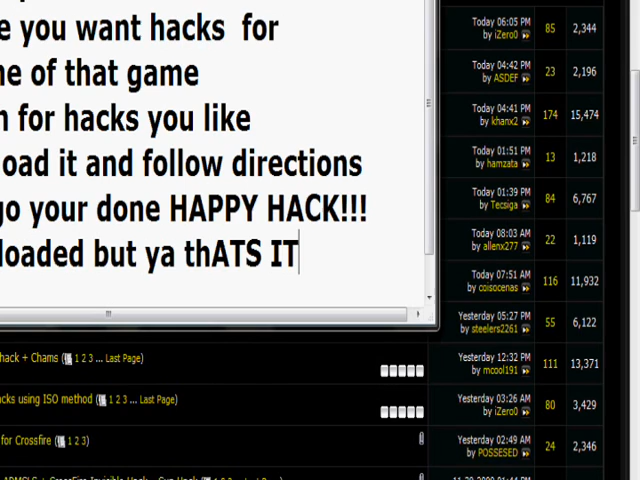 e you want hacks for
ne of that game
n for hacks you like
oad it and follow directions
go your done HAPPY HACK!!!
loaded but ya thATS IT
Today 06:05 PM 85 2,344
by iZer0
Today 04:42 PM 23 2,196
by ASDEF
Today 04:41 PM 174 15,474
by khanx2
Today 01:51 PM 13 1,218
by hamzata
Today 01:39 PM 84 6,767
by Tecsiga
Today 08:03 AM 22 1,119
by allenx277
Today 07:51 AM 116 11,932
by coisocenas
Yesterday 05:27 PM 55 6,122
by steelers2261
hack + Chams ( 1 2 3 ... Last Page) Yesterday 12:32 PM 111 13,371
by mcool191
acks using ISO method ( 1 2 3 ... Last Page) Yesterday 03:26 AM 80 3,429
by iZer0
for Crossfire ( 1 2 3) Yesterday 02:49 AM 24 2,346
by POSSESED